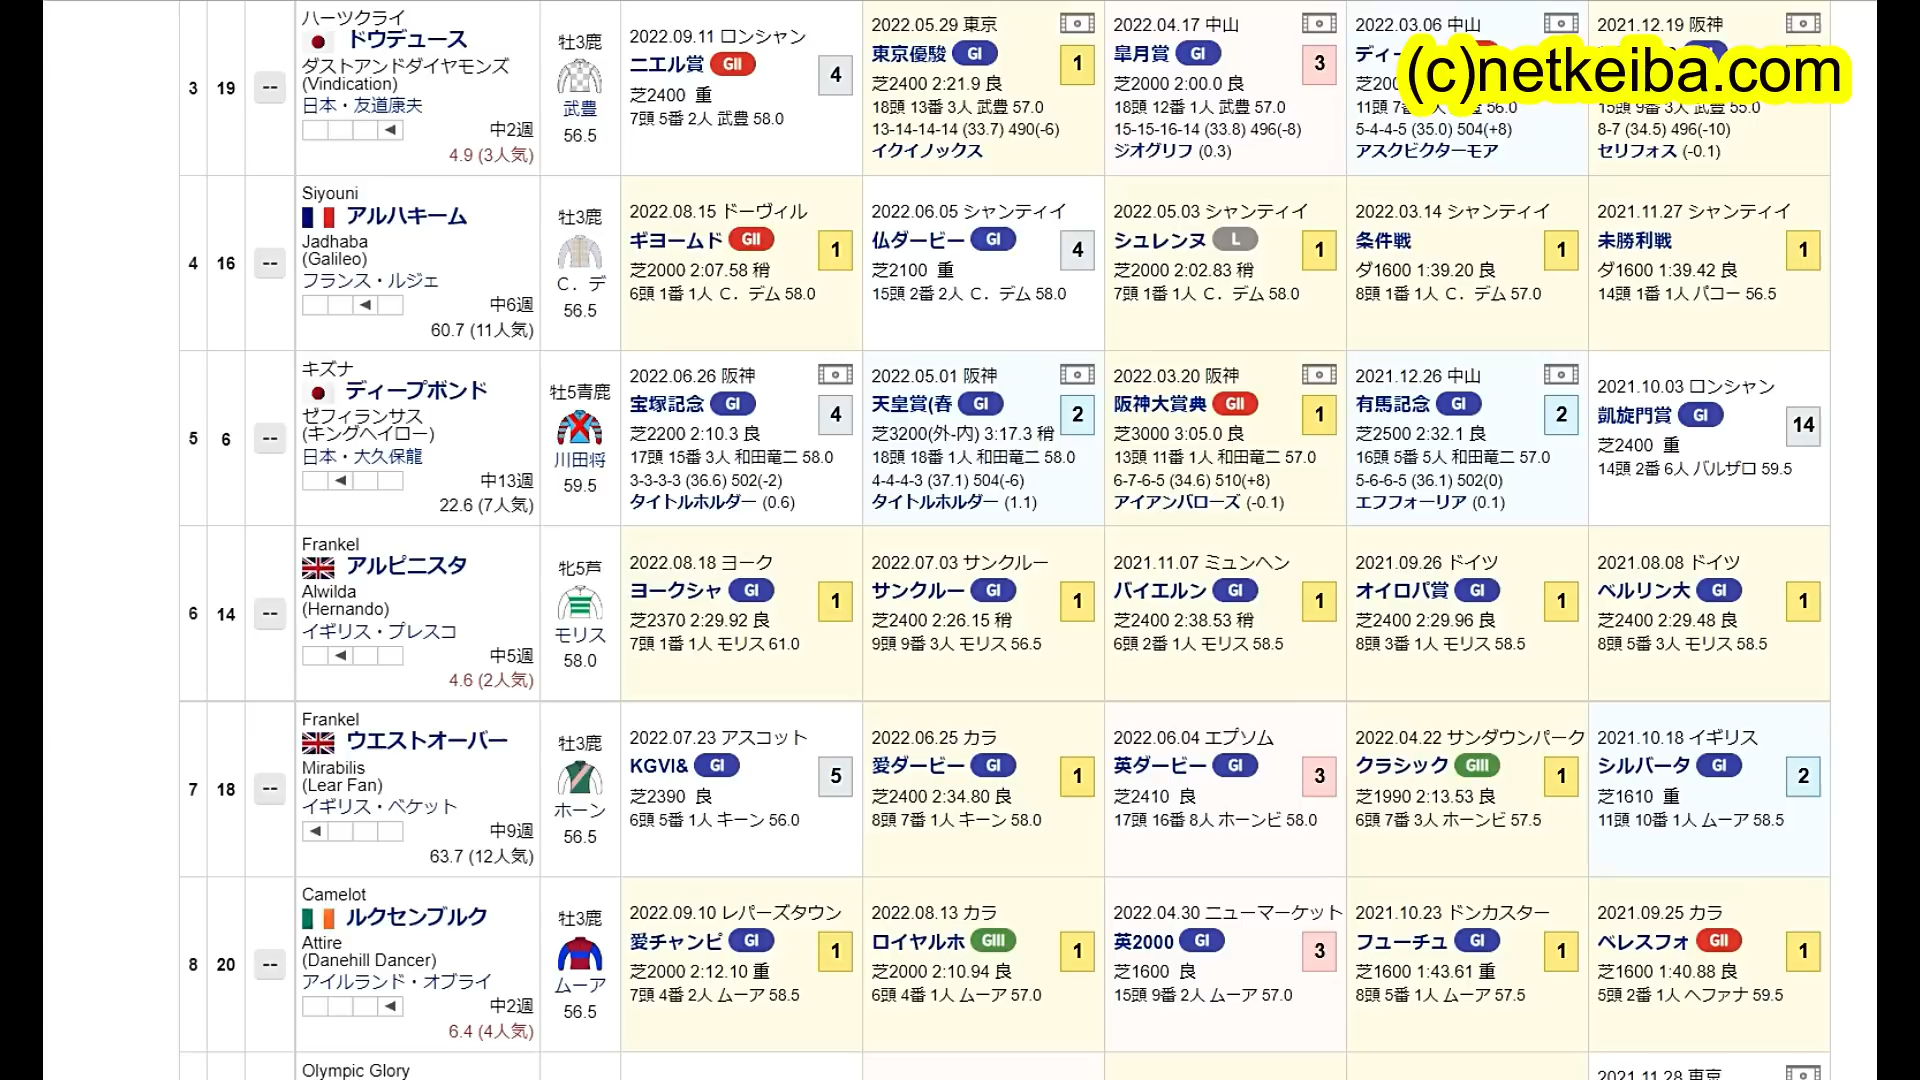 (c)netkeiba.com
3 19 --
ハーツクライ
ドウデュース
ダストアンドダイヤモンズ
(Vindication)
日本・友道康夫
中2週
4.9 (3人気)
牡3鹿
武豊
56.5
2022.09.11 ロンシャン
ニエル賞 GII
4
芝2400 重
7頭 5番 2人 武豊 58.0
2022.05.29 東京
東京優駿 GI
1
芝2400 2:21.9 良
18頭 13番 3人 武豊 57.0
13-14-14-14 (33.7) 490(-6)
イクイノックス
2022.04.17 中山
皐月賞 GI
3
芝2000 2:00.0 良
18頭 12番 1人 武豊 57.0
15-15-16-14 (33.8) 496(-8)
ジオグリフ (0.3)
2022.03.06 中山
ディー
芝200
11頭 7
56.0
5-4-4-5 (35.0) 504(+8)
アスクビクターモア
2021.12.19 阪神
15頭 9番 3人 武豊 55.0
8-7 (34.5) 496(-10)
セリフォス (-0.1)
4 16 --
Siyouni
アルハキーム
Jadhaba
(Galileo)
フランス・ルジェ
中6週
60.7 (11人気)
牡3鹿
C．デ
56.5
2022.08.15 ドーヴィル
ギヨームド GII
1
芝2000 2:07.58 稍
6頭 1番 1人 C．デム 58.0
2022.06.05 シャンティイ
仏ダービー GI
4
芝2100 重
15頭 2番 2人 C．デム 58.0
2022.05.03 シャンティイ
シュレンヌ L
1
芝2000 2:02.83 稍
7頭 1番 1人 C．デム 58.0
2022.03.14 シャンティイ
条件戦
1
ダ1600 1:39.20 良
8頭 1番 1人 C．デム 57.0
2021.11.27 シャンティイ
未勝利戦
1
ダ1600 1:39.42 良
14頭 1番 1人 パコー 56.5
5 6 --
キズナ
ディープボンド
ゼフィランサス
(キングヘイロー)
日本・大久保龍
中13週
22.6 (7人気)
牡5青鹿
川田将
59.5
2022.06.26 阪神
宝塚記念 GI
4
芝2200 2:10.3 良
17頭 15番 3人 和田竜二 58.0
3-3-3-3 (36.6) 502(-2)
タイトルホルダー (0.6)
2022.05.01 阪神
天皇賞(春 GI
2
芝3200(外-内) 3:17.3 稍
18頭 18番 1人 和田竜二 58.0
4-4-4-3 (37.1) 504(-6)
タイトルホルダー (1.1)
2022.03.20 阪神
阪神大賞典 GII
1
芝3000 3:05.0 良
13頭 11番 1人 和田竜二 57.0
6-7-6-5 (34.6) 510(+8)
アイアンバローズ (-0.1)
2021.12.26 中山
有馬記念 GI
2
芝2500 2:32.1 良
16頭 5番 5人 和田竜二 57.0
5-6-6-5 (36.1) 502(0)
エフフォーリア (0.1)
2021.10.03 ロンシャン
凱旋門賞 GI
14
芝2400 重
14頭 2番 6人 バルザロ 59.5
6 14 --
Frankel
アルピニスタ
Alwilda
(Hernando)
イギリス・プレスコ
中5週
4.6 (2人気)
牝5芦
モリス
58.0
2022.08.18 ヨーク
ヨークシャ GI
1
芝2370 2:29.92 良
7頭 1番 1人 モリス 61.0
2022.07.03 サンクルー
サンクルー GI
1
芝2400 2:26.15 稍
9頭 9番 3人 モリス 56.5
2021.11.07 ミュンヘン
バイエルン GI
1
芝2400 2:38.53 稍
6頭 2番 1人 モリス 58.5
2021.09.26 ドイツ
オイロパ賞 GI
1
芝2400 2:29.96 良
8頭 3番 1人 モリス 58.5
2021.08.08 ドイツ
ベルリン大 GI
1
芝2400 2:29.48 良
8頭 5番 3人 モリス 58.5
7 18 --
Frankel
ウエストオーバー
Mirabilis
(Lear Fan)
イギリス・ベケット
中9週
63.7 (12人気)
牡3鹿
ホーン
56.5
2022.07.23 アスコット
KGVI& GI
5
芝2390 良
6頭 5番 1人 キーン 56.0
2022.06.25 カラ
愛ダービー GI
1
芝2400 2:34.80 良
8頭 7番 1人 キーン 58.0
2022.06.04 エプソム
英ダービー GI
3
芝2410 良
17頭 16番 8人 ホーンビ 58.0
2022.04.22 サンダウンパーク
クラシック GIII
1
芝1990 2:13.53 良
6頭 7番 3人 ホーンビ 57.5
2021.10.18 イギリス
シルバータ GI
2
芝1610 重
11頭 10番 1人 ムーア 58.5
8 20 --
Camelot
ルクセンブルク
Attire
(Danehill Dancer)
アイルランド・オブライ
中2週
6.4 (4人気)
牡3鹿
ムーア
56.5
2022.09.10 レパーズタウン
愛チャンピ GI
1
芝2000 2:12.10 重
7頭 4番 2人 ムーア 58.5
2022.08.13 カラ
ロイヤルホ GIII
1
芝2000 2:10.94 良
6頭 4番 1人 ムーア 57.0
2022.04.30 ニューマーケット
英2000 GI
3
芝1600 良
15頭 9番 2人 ムーア 57.0
2021.10.23 ドンカスター
フューチュ GI
1
芝1600 1:43.61 重
8頭 5番 1人 ムーア 57.5
2021.09.25 カラ
ベレスフォ GII
1
芝1600 1:40.88 良
5頭 2番 1人 ヘファナ 59.5
Olympic Glory
2021.11.28 東京